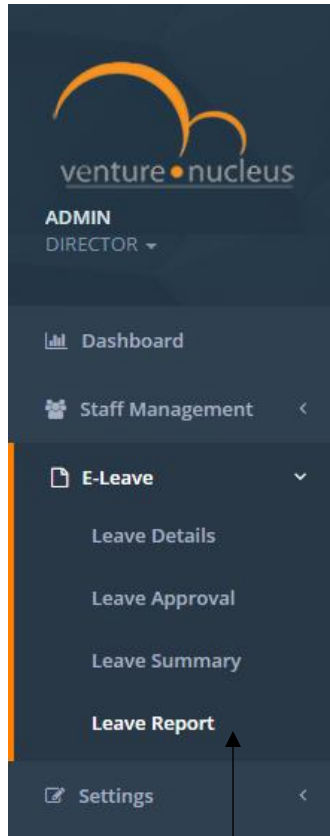 venture•nucleus
ADMIN
DIRECTOR
Dashboard
Staff Management
E-Leave
Leave Details
Leave Approval
Leave Summary
Leave Report
Settings